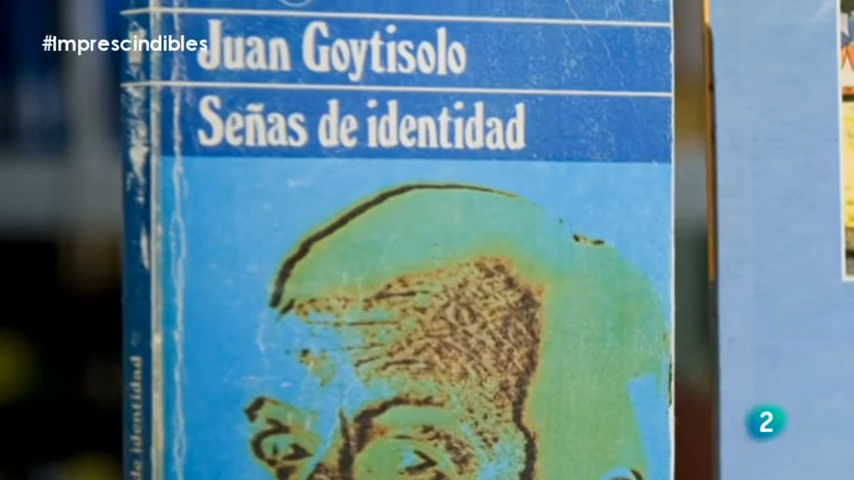 #Imprescindibles
Juan Goytisolo
Señas de identidad
de identidad
2